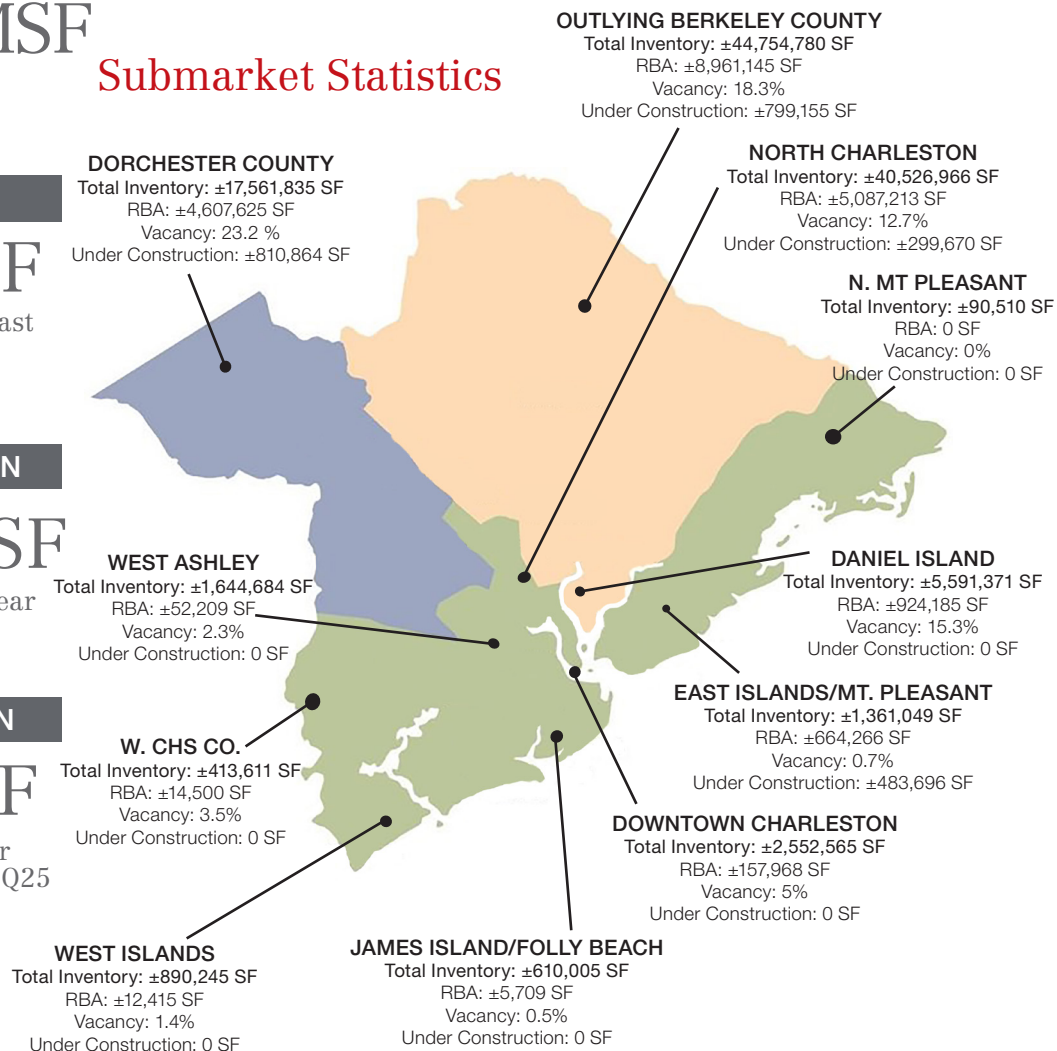 MSF
Submarket Statistics
OUTLYING BERKELEY COUNTY
Total Inventory: ±44,754,780 SF
RBA: ±8,961,145 SF
Vacancy: 18.3%
Under Construction: ±799,155 SF
DORCHESTER COUNTY
Total Inventory: ±17,561,835 SF
RBA: ±4,607,625 SF
Vacancy: 23.2 %
Under Construction: ±810,864 SF
NORTH CHARLESTON
Total Inventory: ±40,526,966 SF
RBA: ±5,087,213 SF
Vacancy: 12.7%
Under Construction: ±299,670 SF
F
ast
N. MT PLEASANT
Total Inventory: ±90,510 SF
RBA: 0 SF
Vacancy: 0%
Under Construction: 0 SF
N
SF
ear
WEST ASHLEY
Total Inventory: ±1,644,684 SF
RBA: ±52,209 SF
Vacancy: 2.3%
Under Construction: 0 SF
DANIEL ISLAND
Total Inventory: ±5,591,371 SF
RBA: ±924,185 SF
Vacancy: 15.3%
Under Construction: 0 SF
EAST ISLANDS/MT. PLEASANT
Total Inventory: ±1,361,049 SF
RBA: ±664,266 SF
Vacancy: 0.7%
Under Construction: ±483,696 SF
N
F
r
Q25
W. CHS CO.
Total Inventory: ±413,611 SF
RBA: ±14,500 SF
Vacancy: 3.5%
Under Construction: 0 SF
DOWNTOWN CHARLESTON
Total Inventory: ±2,552,565 SF
RBA: ±157,968 SF
Vacancy: 5%
Under Construction: 0 SF
WEST ISLANDS
Total Inventory: ±890,245 SF
RBA: ±12,415 SF
Vacancy: 1.4%
Under Construction: 0 SF
JAMES ISLAND/FOLLY BEACH
Total Inventory: ±610,005 SF
RBA: ±5,709 SF
Vacancy: 0.5%
Under Construction: 0 SF